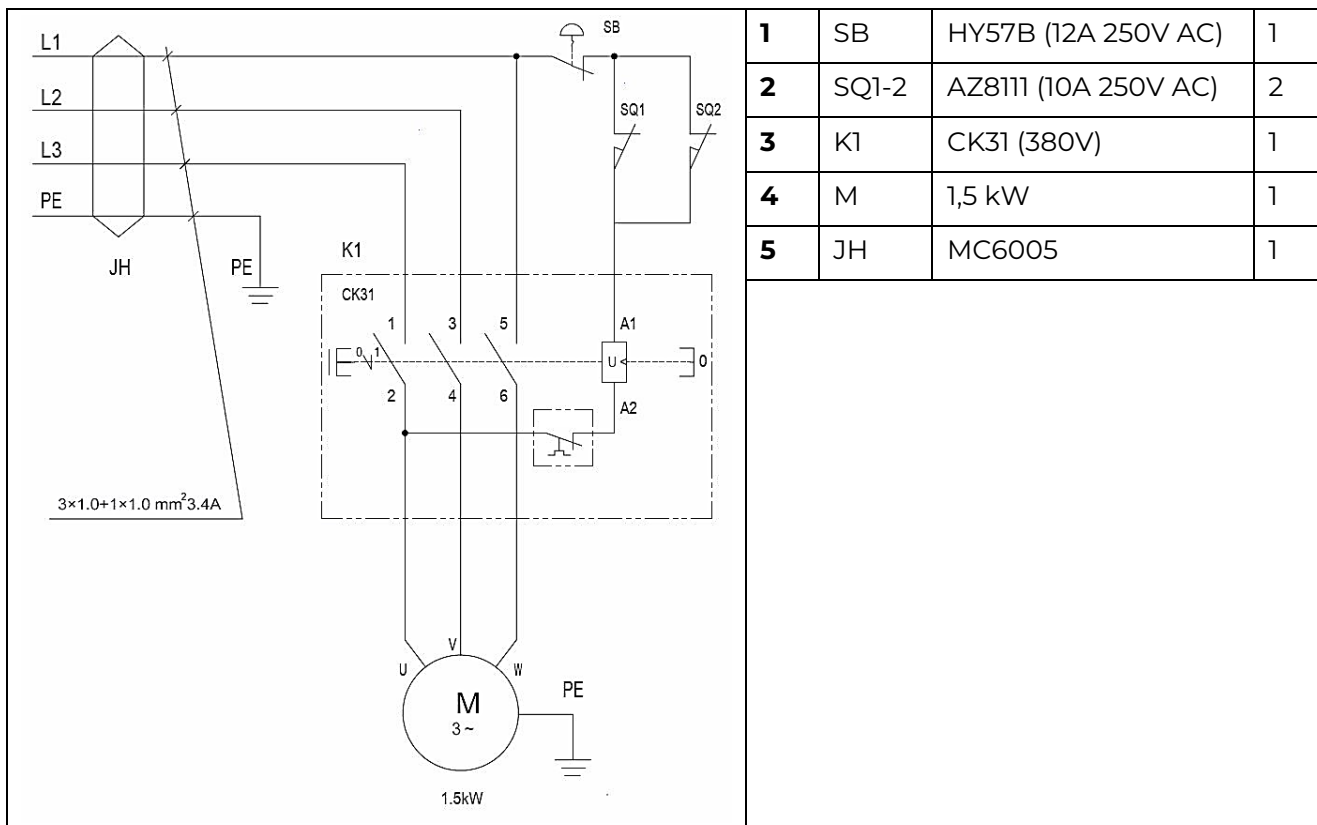 SB
L1
L2
L3
PE
SQ1
SQ2
JH
PE
K1
CK31
1
3
5
A1
0
1
U<
0
2
4
6
A2
3×1.0+1×1.0 mm²3.4A
V
U
W
M
3~
PE
1.5kW
1 SB HY57B (12A 250V AC) 1
2 SQ1-2 AZ8111 (10A 250V AC) 2
3 K1 CK31 (380V) 1
4 M 1,5 kW 1
5 JH MC6005 1